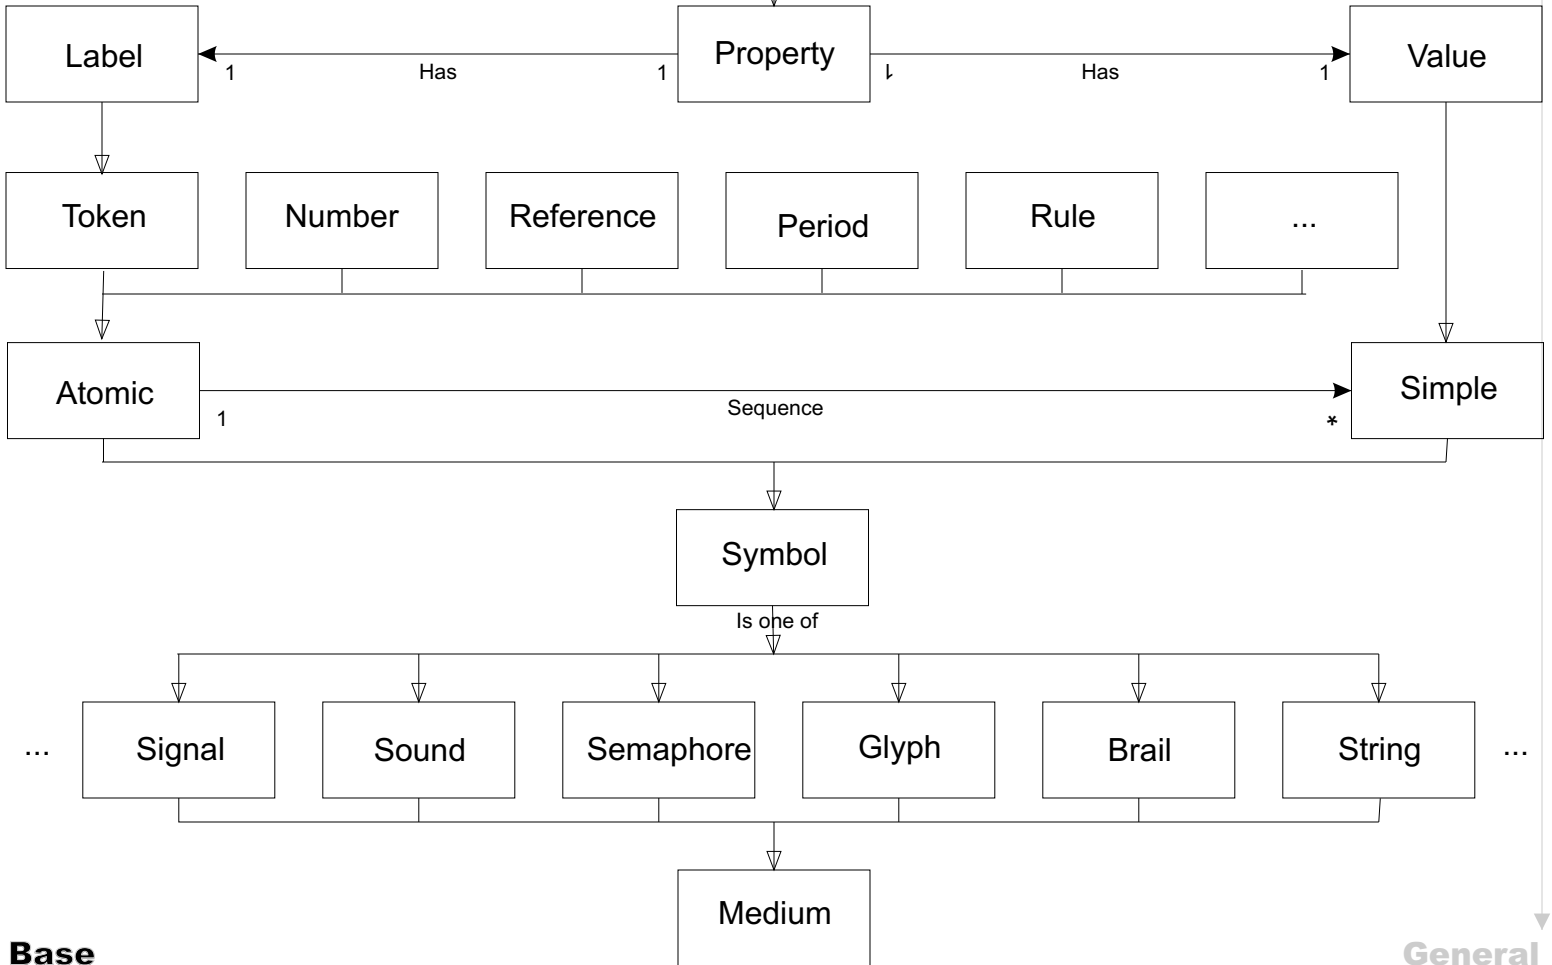 Label
Property
Value
1 Has 1
1 Has 1
Token
Number
Reference
Period
Rule
...
Atomic
Simple
Sequence
1
*
Symbol
Is one of
...
Signal
Sound
Semaphore
Glyph
Brail
String
...
Medium
Base
General